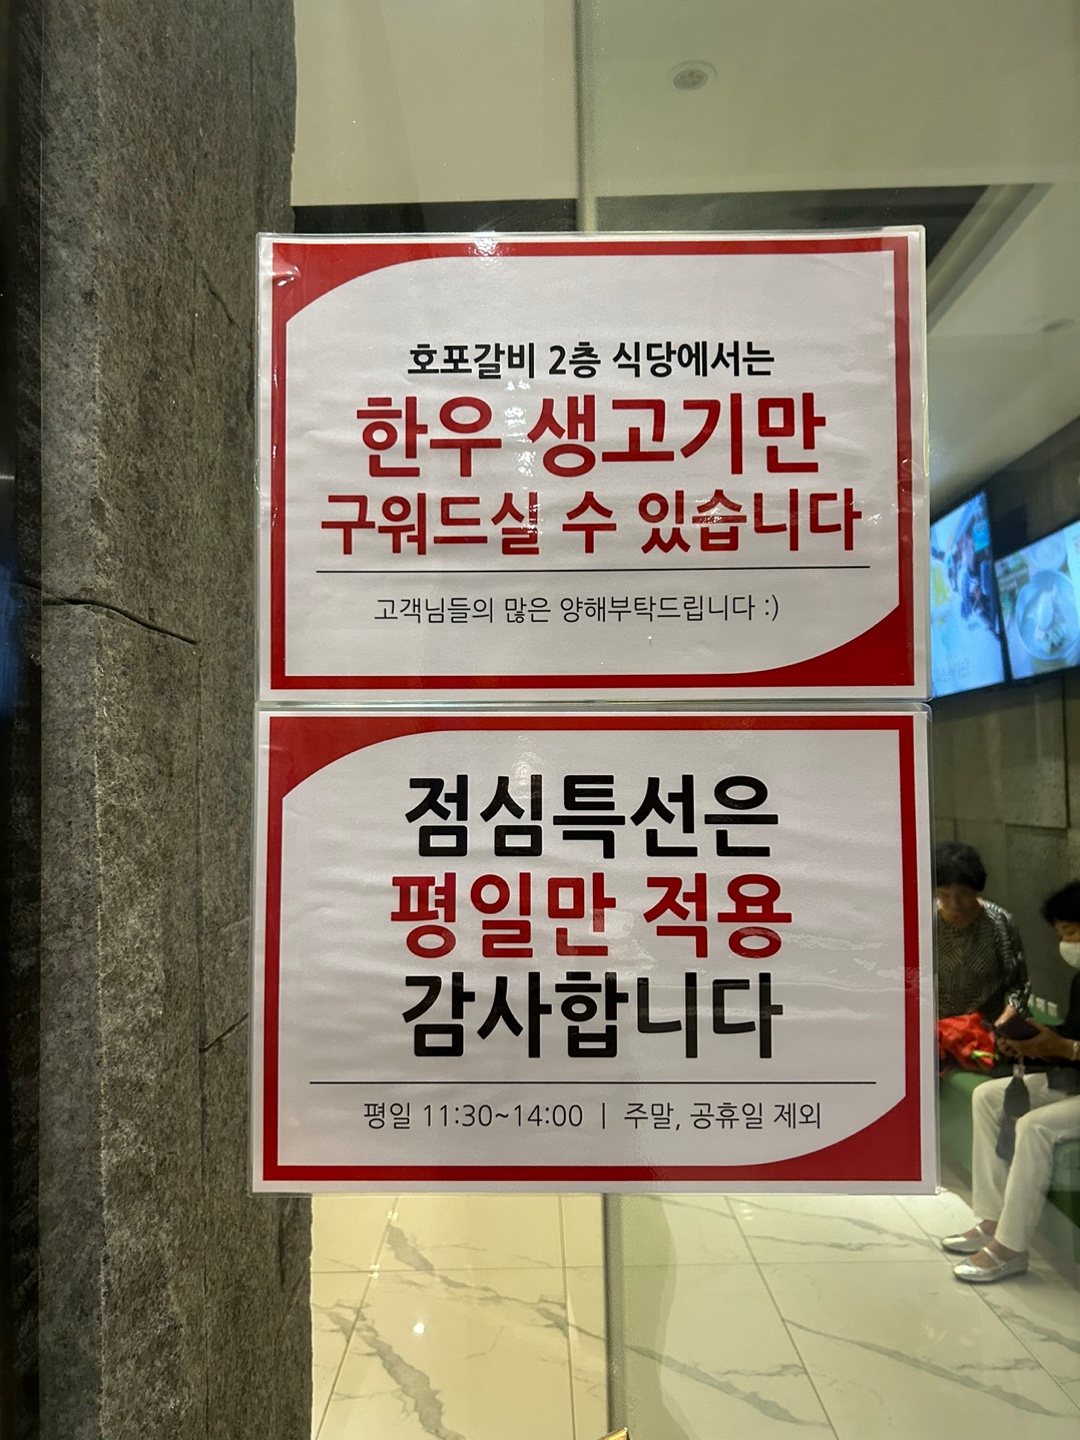 호포갈비 2층 식당에서는
한우 생고기만
구워드실 수 있습니다
고객님들의 많은 양해부탁드립니다 :)
점심특선은
평일만 적용
감사합니다
평일 11:30~14:00 | 주말, 공휴일 제외